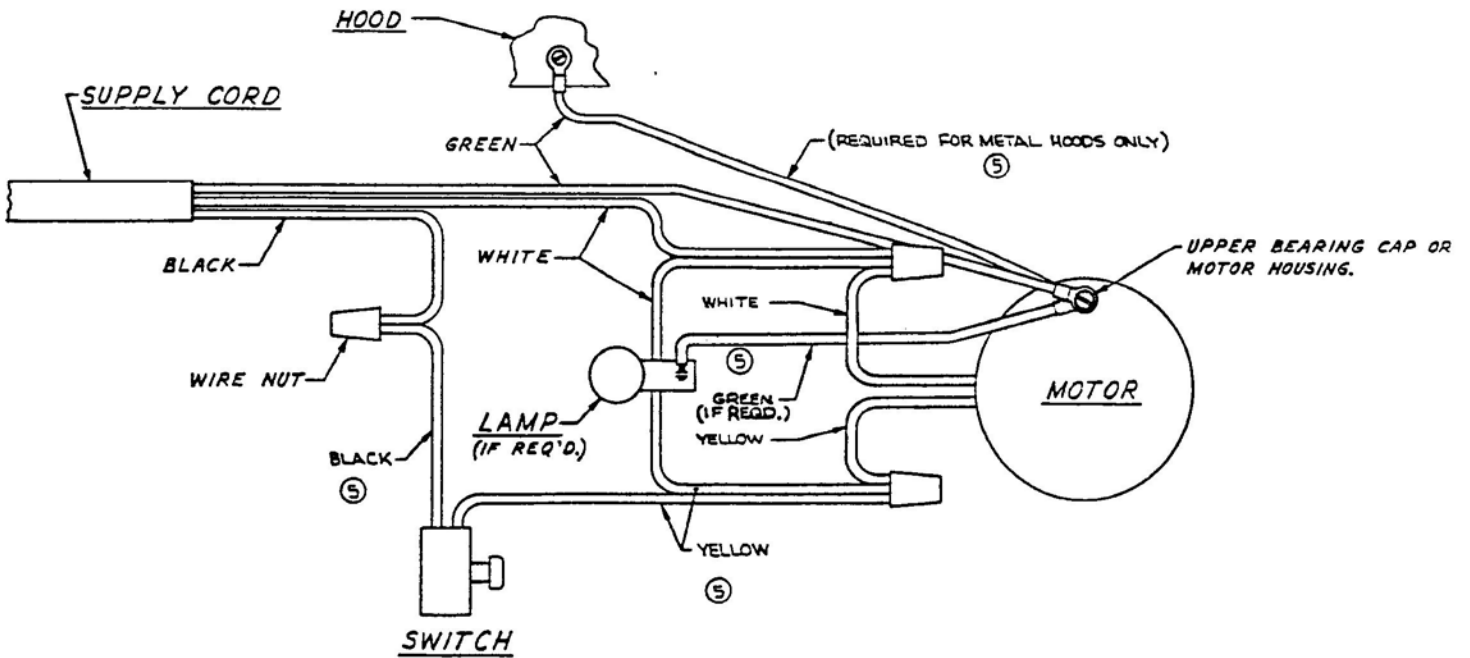 HOOD
SUPPLY CORD
GREEN
(REQUIRED FOR METAL HOODS ONLY)
5
BLACK
WHITE
UPPER BEARING CAP OR
MOTOR HOUSING.
WHITE
WIRE NUT
5
GREEN
(IF REQD.)
MOTOR
LAMP
(IF REQ'D.)
YELLOW
BLACK
5
YELLOW
5
SWITCH